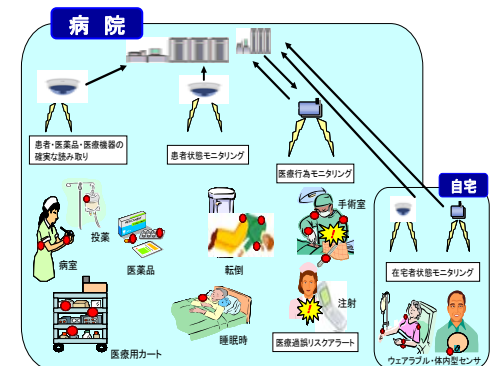 病 院
患者・医薬品・医療機器の
確実な読み取り
患者状態モニタリング
医療行為モニタリング
自宅
手術室
投薬
病室
医薬品
転倒
在宅者状態モニタリング
注射
睡眠時
医療過誤リスクアラート
医療用カート
ウェアラブル・体内型センサ